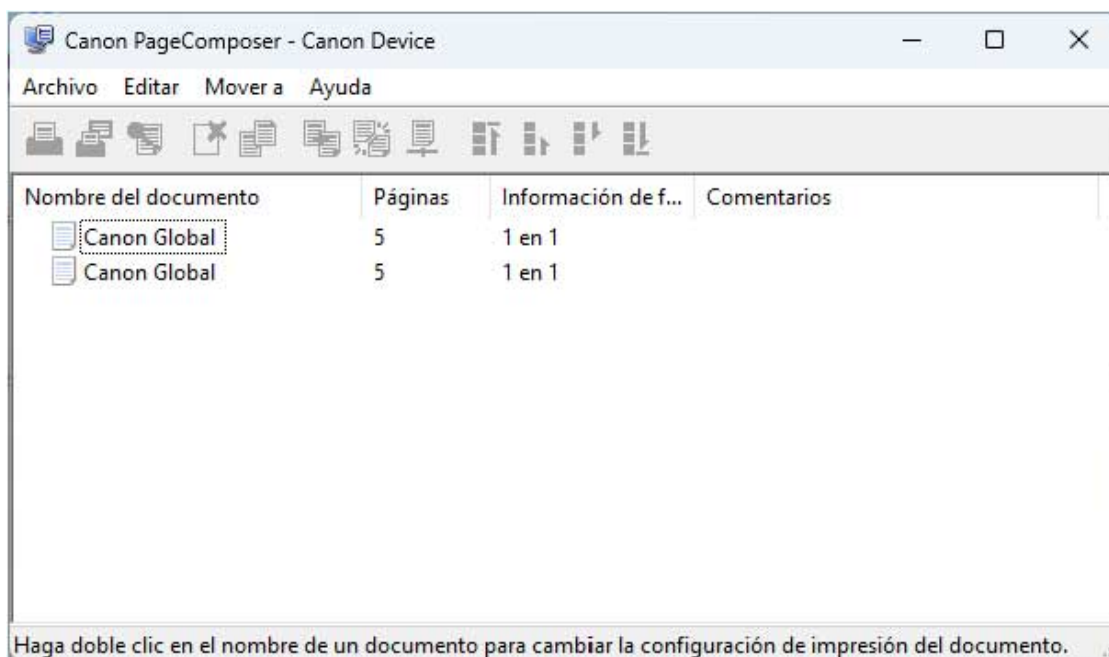 Canon PageComposer - Canon Device
Archivo Editar Mover a Ayuda
Nombre del documento Páginas Información de f... Comentarios
Canon Global 5 1 en 1
Canon Global 5 1 en 1
Haga doble clic en el nombre de un documento para cambiar la configuración de impresión del documento.